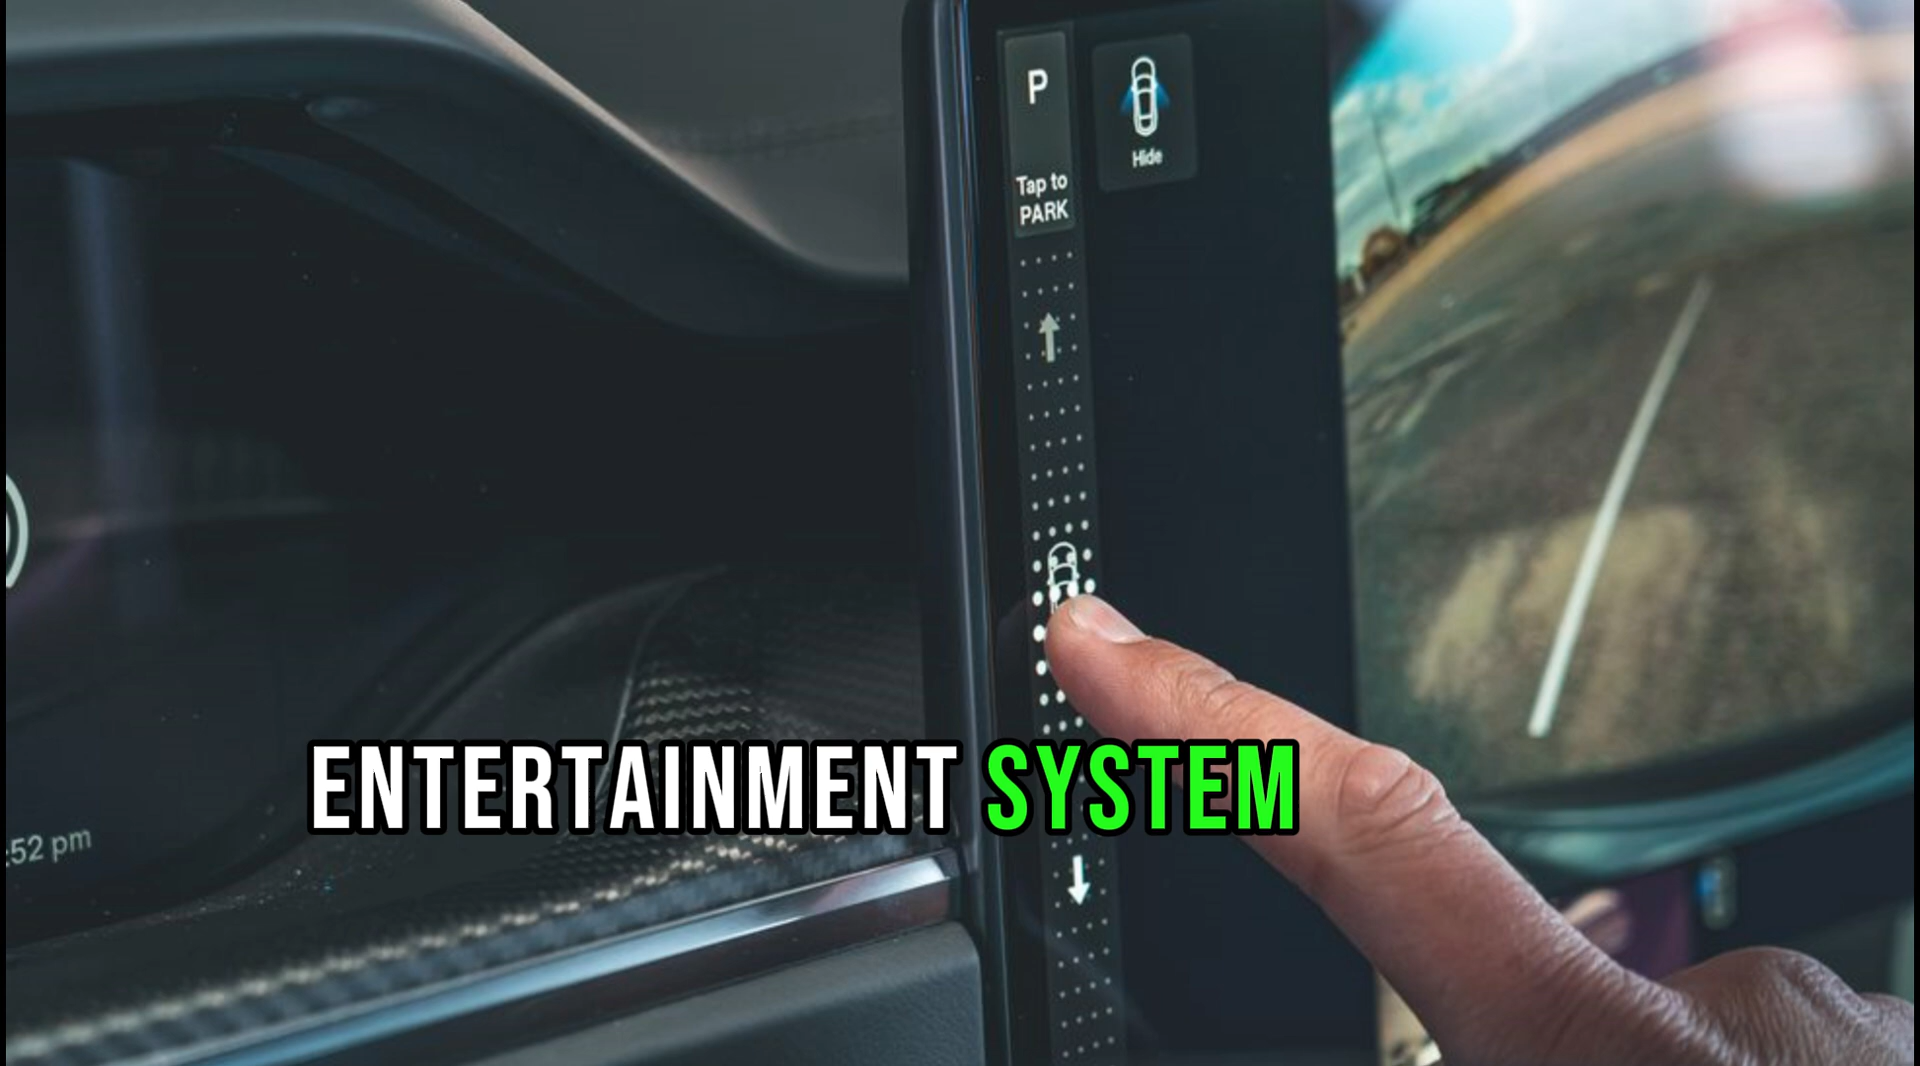 P
Hide
Tap to
PARK
ENTERTAINMENT SYSTEM
:52 pm